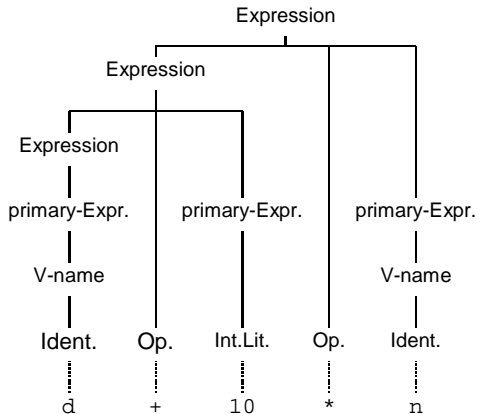 Expression
Expression
Expression
primary-Expr. primary-Expr. primary-Expr.
V-name V-name
Ident. Op. Int.Lit. Op. Ident.
d + 10 * n